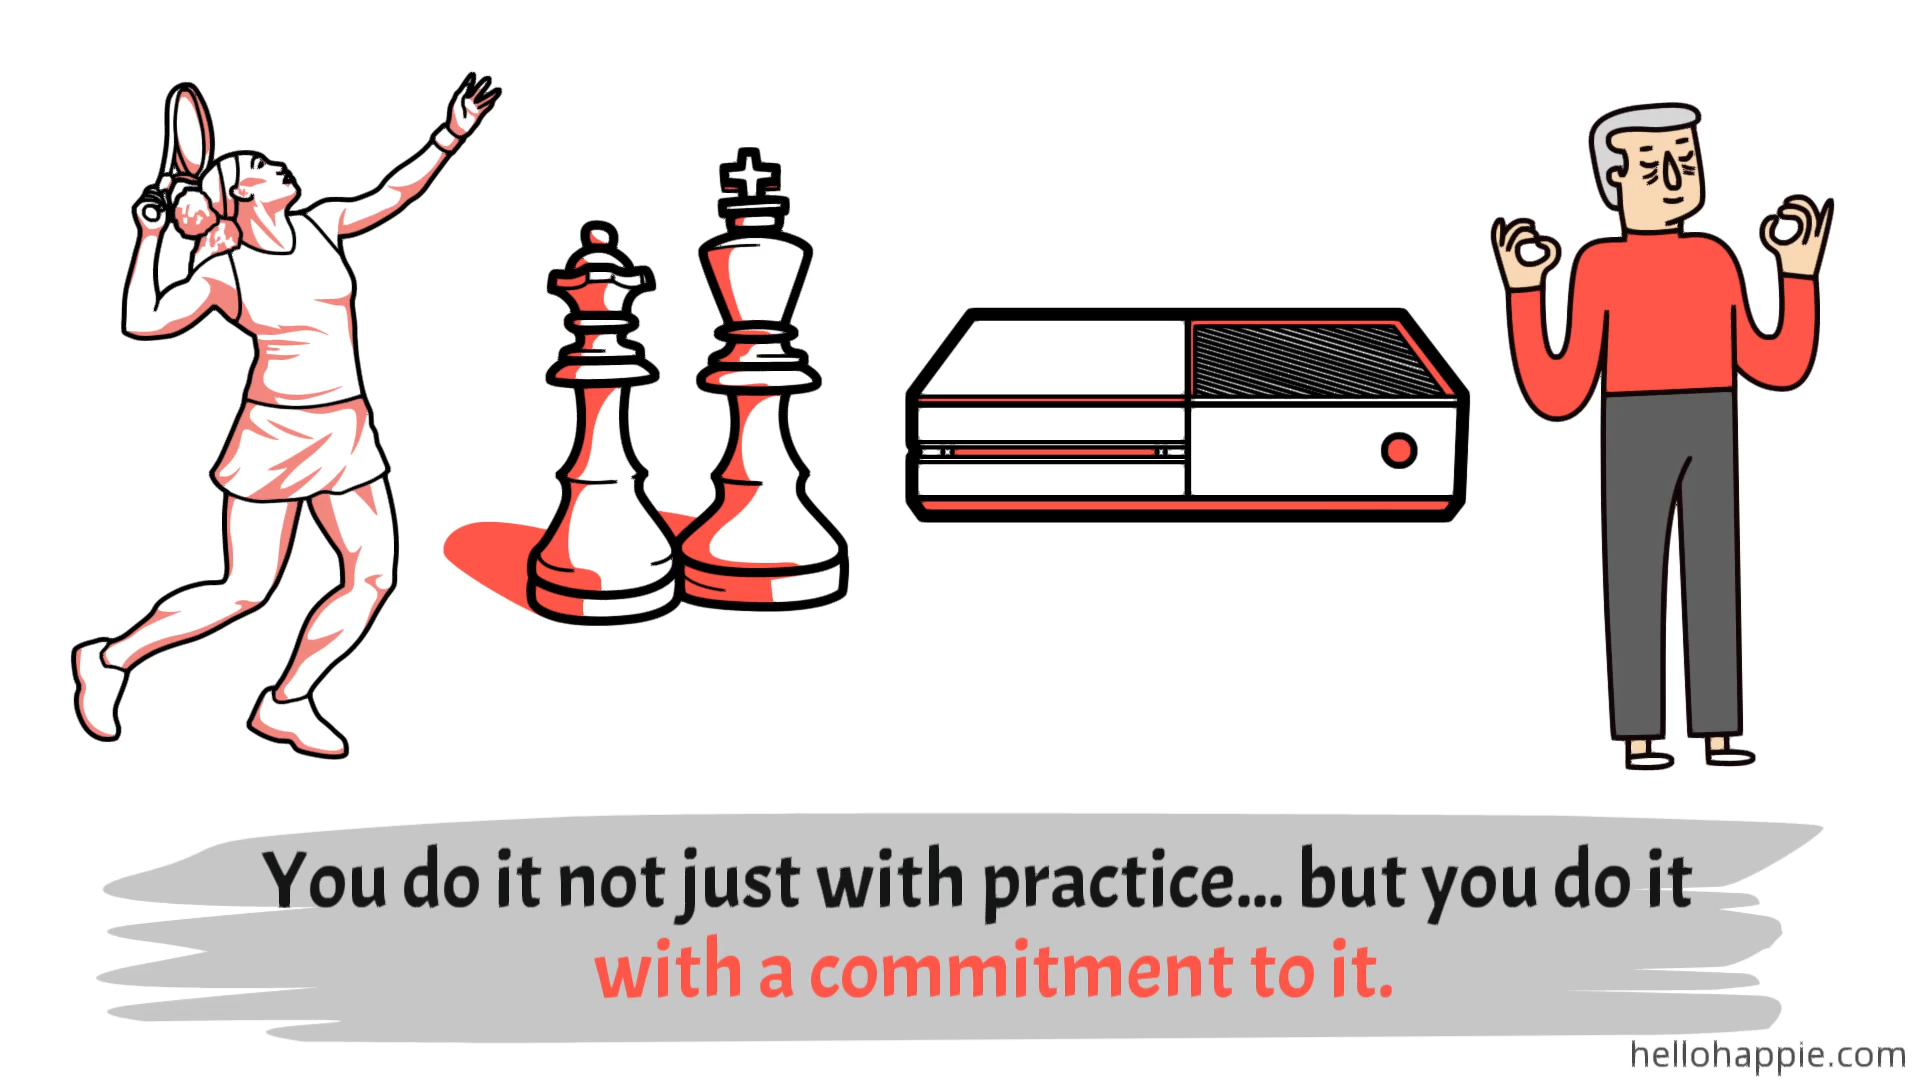 You do it not just with practice... but you do it
with a commitment to it.
hellohappie.com